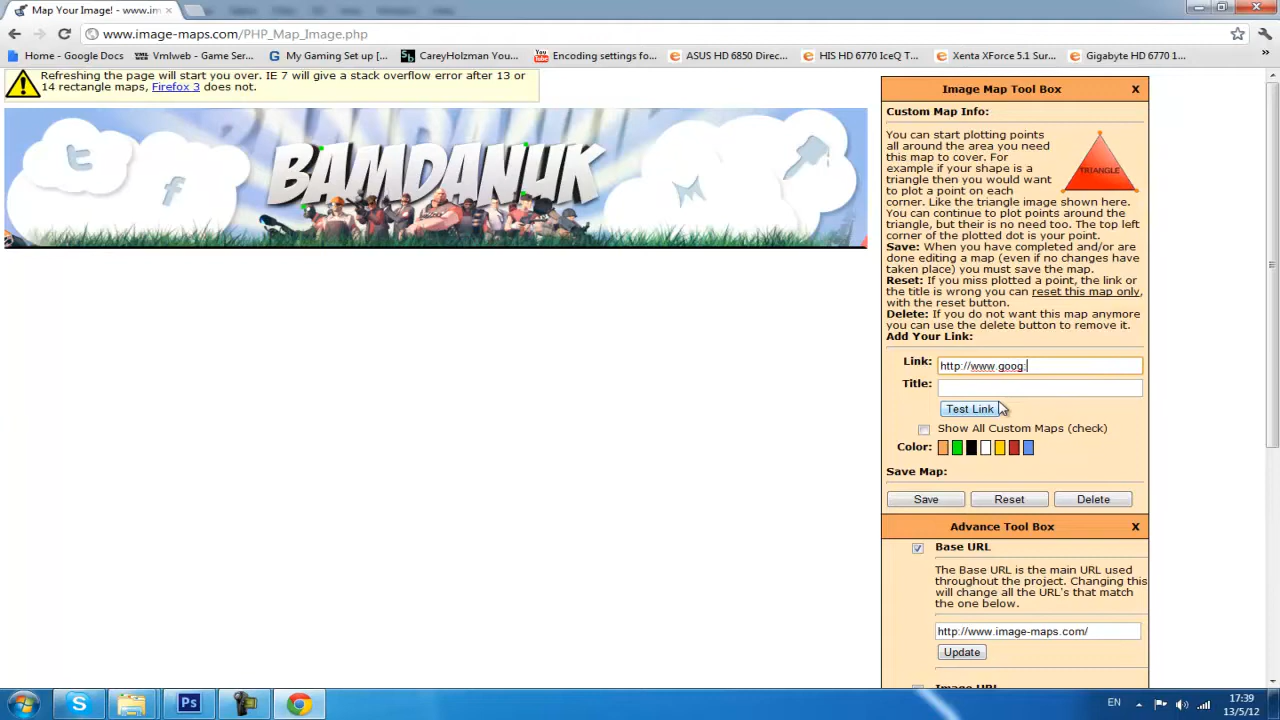 Map Your Image! - www.im
www.image-maps.com/PHP_Map_Image.php
Home - Google Docs
Vmlweb - Game Ser...
My Gaming Set up [...
CareyHolzman You...
Encoding settings fo...
ASUS HD 6850 Direc...
HIS HD 6770 IceQ T...
Xenta XForce 5.1 Sur...
Gigabyte HD 6770 1...
Refreshing the page will start you over. IE 7 will give a stack overflow error after 13 or
14 rectangle maps, Firefox 3 does not.
BAMDANUK
Image Map Tool Box X
Custom Map Info:
You can start plotting points
all around the area you need
this map to cover. For
example if your shape is a
triangle then you would want
to plot a point on each
corner. Like the triangle image shown here.
TRIANGLE
You can continue to plot points around the
triangle, but their is no need too. The top left
corner of the plotted dot is your point.
Save: When you have completed and/or are
done editing a map (even if no changes have
taken place) you must save the map.
Reset: If you miss plotted a point, the link or
the title is wrong you can reset this map only,
with the reset button.
Delete: If you do not want this map anymore
you can use the delete button to remove it.
Add Your Link:
Link: http://www.goog:
Title:
Test Link
Show All Custom Maps (check)
Color:
Save Map:
Save Reset Delete
Advance Tool Box X
Base URL
The Base URL is the main URL used
throughout the project. Changing this
will change all the URL's that match
the one below.
http://www.image-maps.com/
Update
EN
17:39
13/5/12